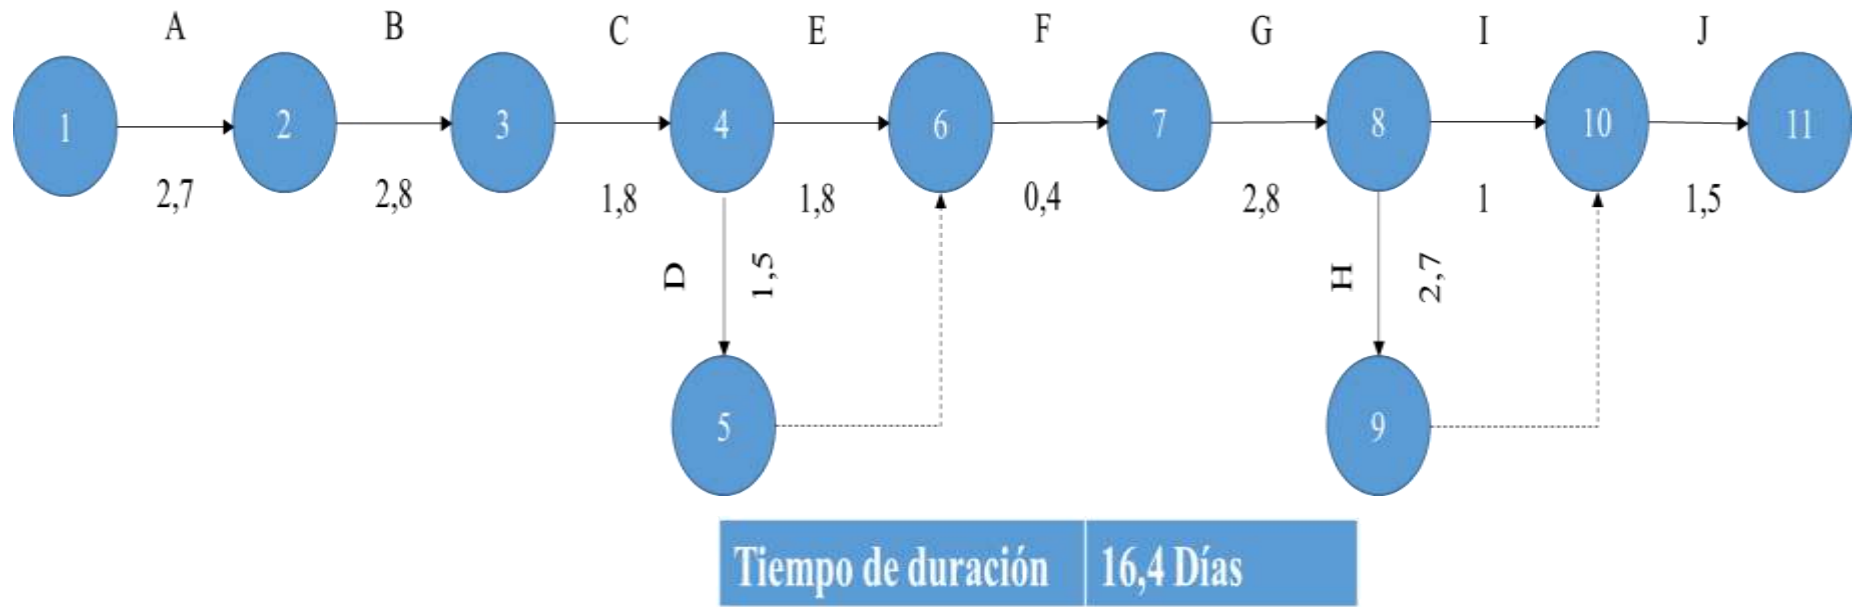 A B C E F G I J
1 2 3 4 6 7 8 10 11
2,7 2,8 1,8 1,8 0,4 2,8 1 1,5
D 1,5 H 2,7
5 9
Tiempo de duración 16,4 Días